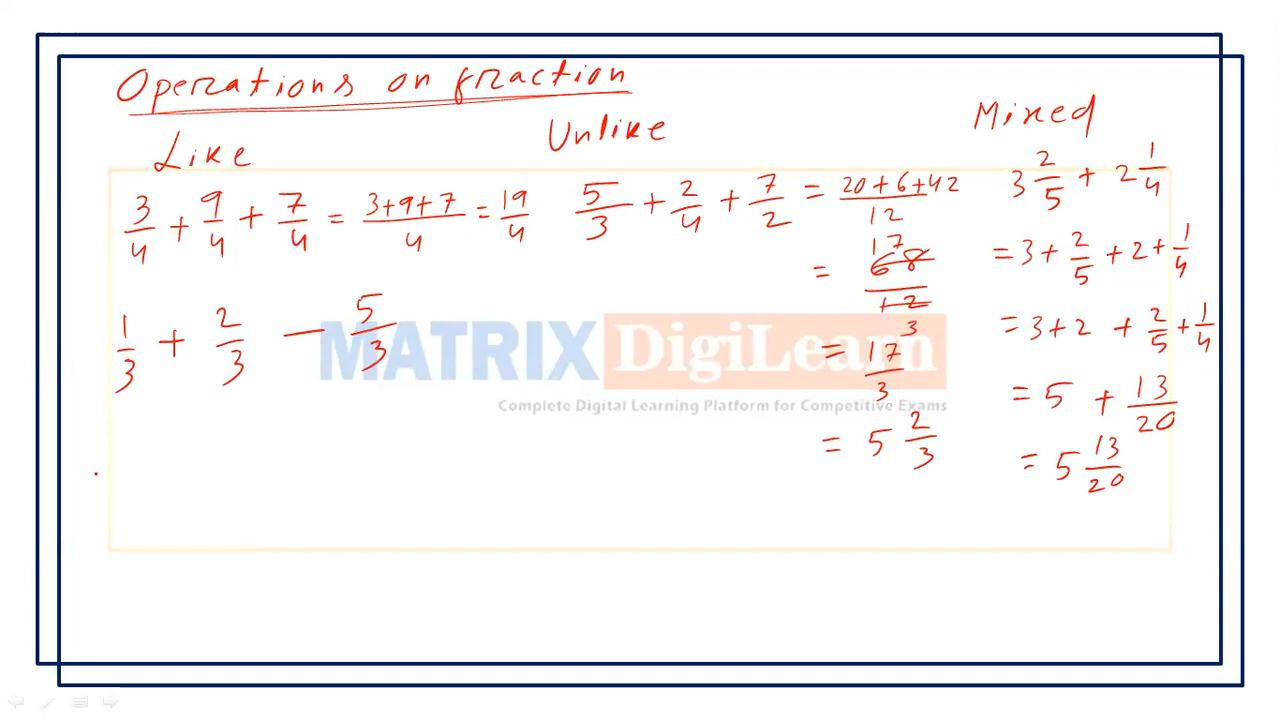 Operations on fraction
Like
3/4 + 9/4 + 7/4 = (3+9+7)/4 = 19/4
1/3 + 2/3 — 5/3
Unlike
5/3 + 2/4 + 7/2 = (20+6+42)/12
= 17 68/12 3
= 17/3
= 5 2/3
Mixed
3 2/5 + 2 1/4
= 3 + 2/5 + 2 + 1/4
= 3 + 2 + 2/5 + 1/4
= 5 + 13/20
= 5 13/20
MATRIX DigiLearn
Complete Digital Learning Platform for Competitive Exams